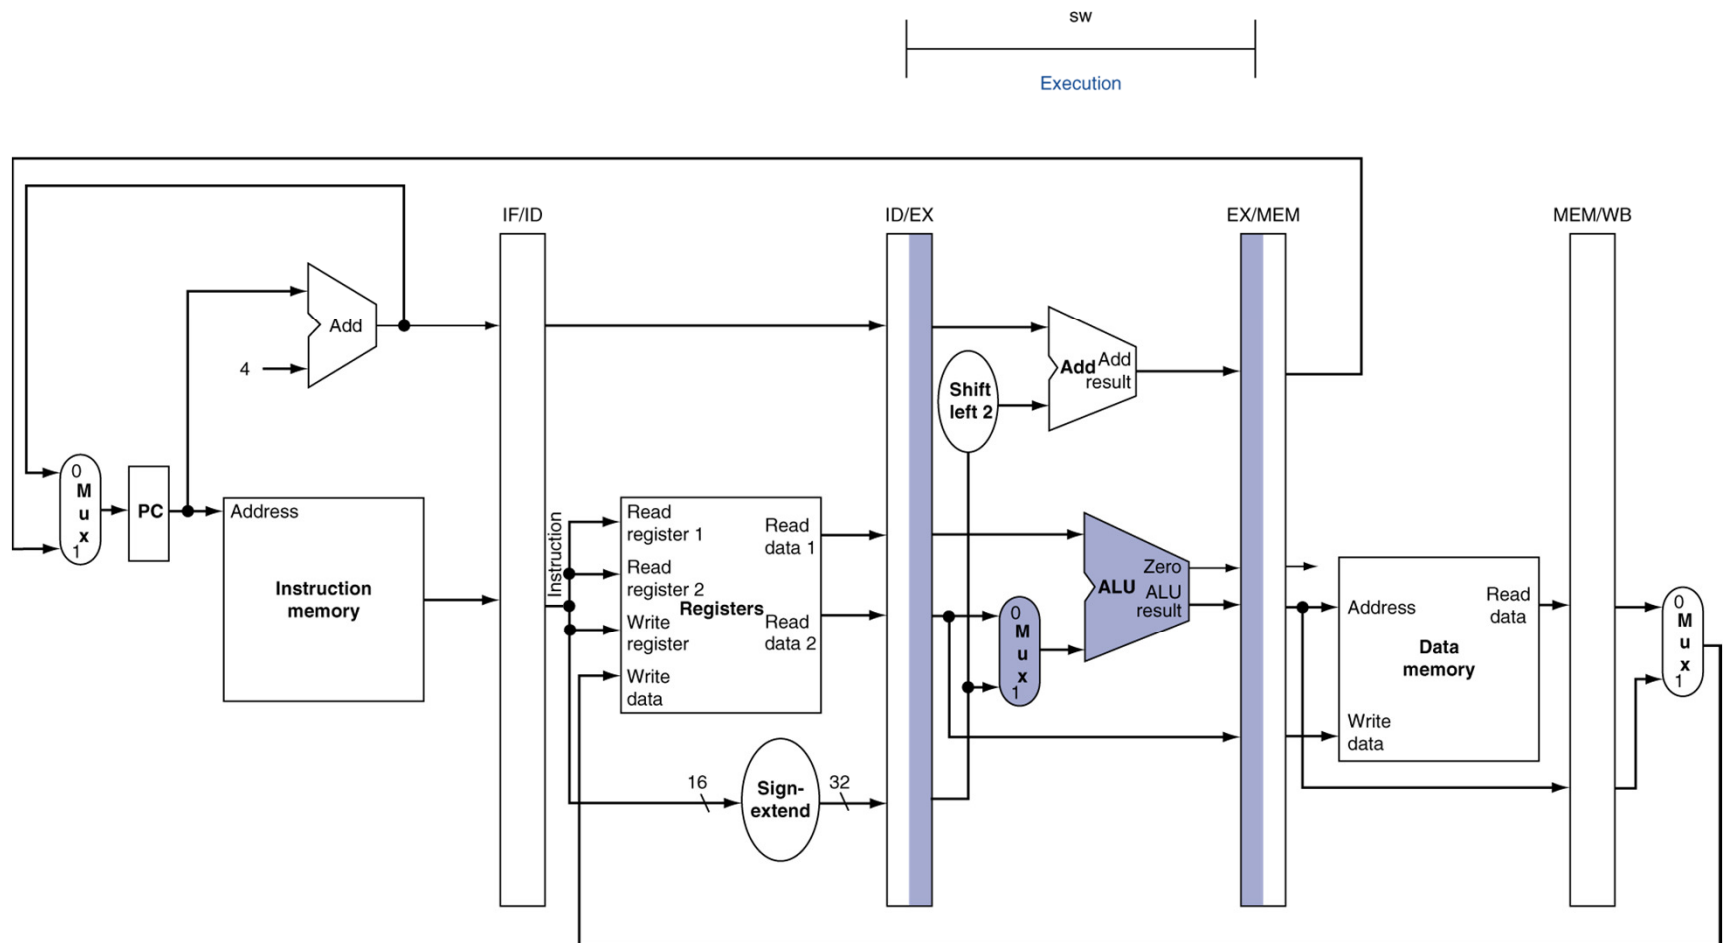 sw
Execution
IF/ID
ID/EX
EX/MEM
MEM/WB
Add
4
Add
Add
result
Shift
left 2
0
M
u
x
1
PC
Address
Instruction
memory
Instruction
Read
register 1
Read
register 2
Write
register
Write
data
Registers
Read
data 1
Read
data 2
16
Sign-
extend
32
0
M
u
x
1
Zero
ALU
ALU
result
Address
Read
data
Data
memory
Write
data
0
M
u
x
1